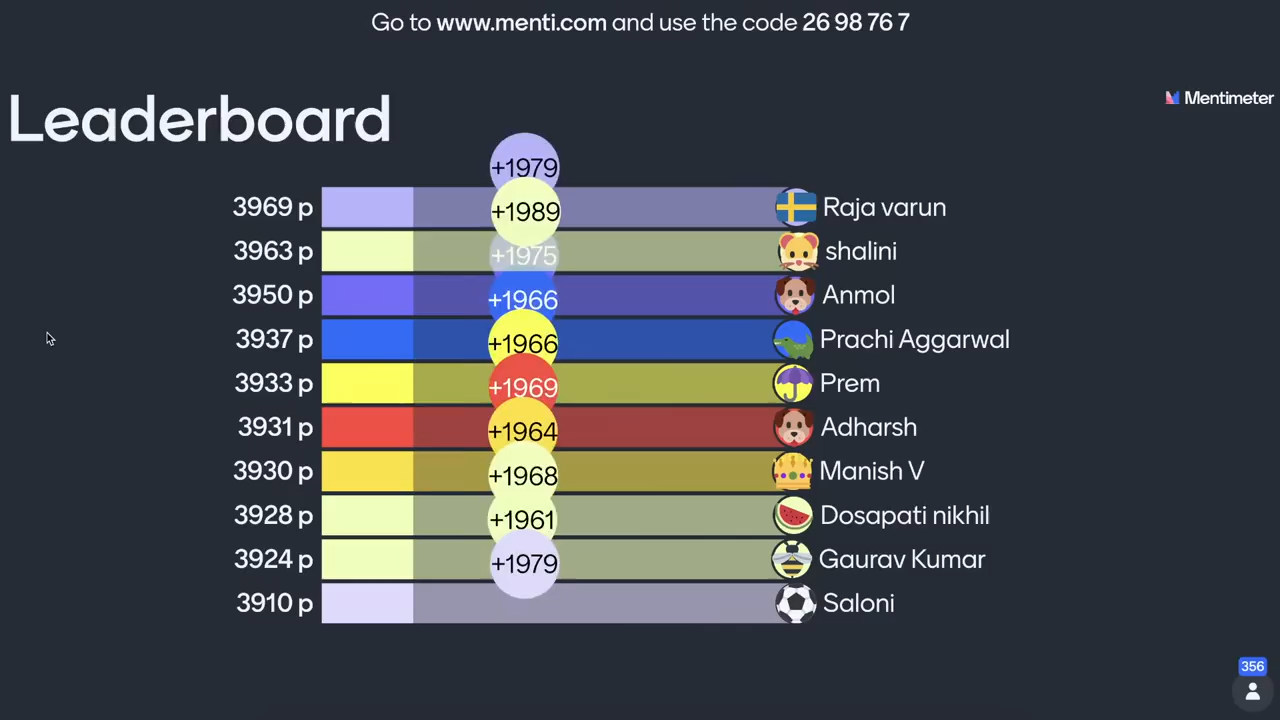 Go to www.menti.com and use the code 26 98 76 7
Mentimeter
Leaderboard
+1979
3969 p Raja varun
+1989
3963 p shalini
+1975
3950 p Anmol
+1966
3937 p Prachi Aggarwal
+1966
3933 p Prem
+1969
3931 p Adharsh
+1964
3930 p Manish V
+1968
3928 p Dosapati nikhil
+1961
3924 p Gaurav Kumar
+1979
3910 p Saloni
356